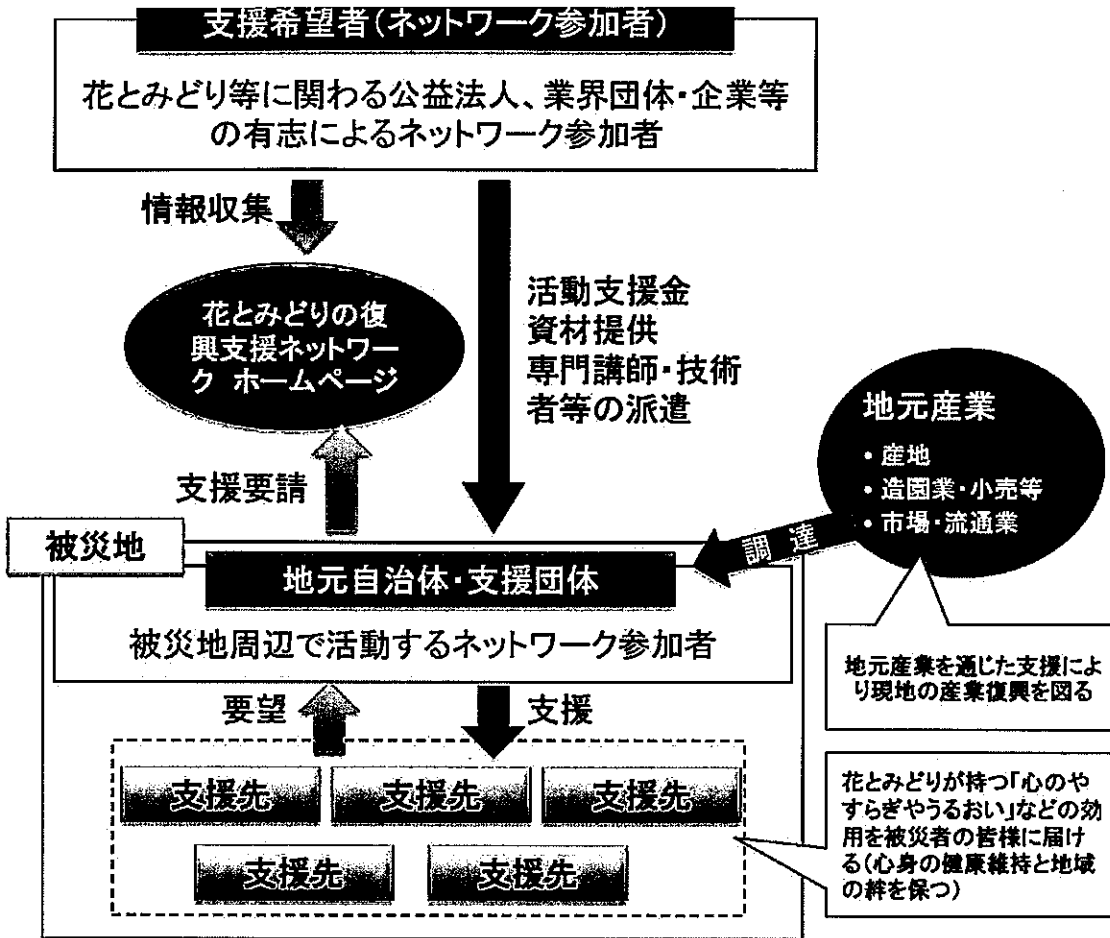 支援希望者(ネットワーク参加者)
花とみどり等に関わる公益法人、業界団体・企業等
の有志によるネットワーク参加者
情報収集
花とみどりの復
興支援ネットワー
ク ホームページ
活動支援金
資材提供
専門講師・技術
者等の派遣
支援要請
地元産業
・産地
・造園業・小売等
・市場・流通業
調達
被災地
地元自治体・支援団体
被災地周辺で活動するネットワーク参加者
地元産業を通じた支援によ
り現地の産業復興を図る
要望
支援
支援先
支援先
支援先
支援先
支援先
花とみどりが持つ「心のや
すらぎやうるおい」などの効
用を被災者の皆様に届け
る(心身の健康維持と地域
の絆を保つ)